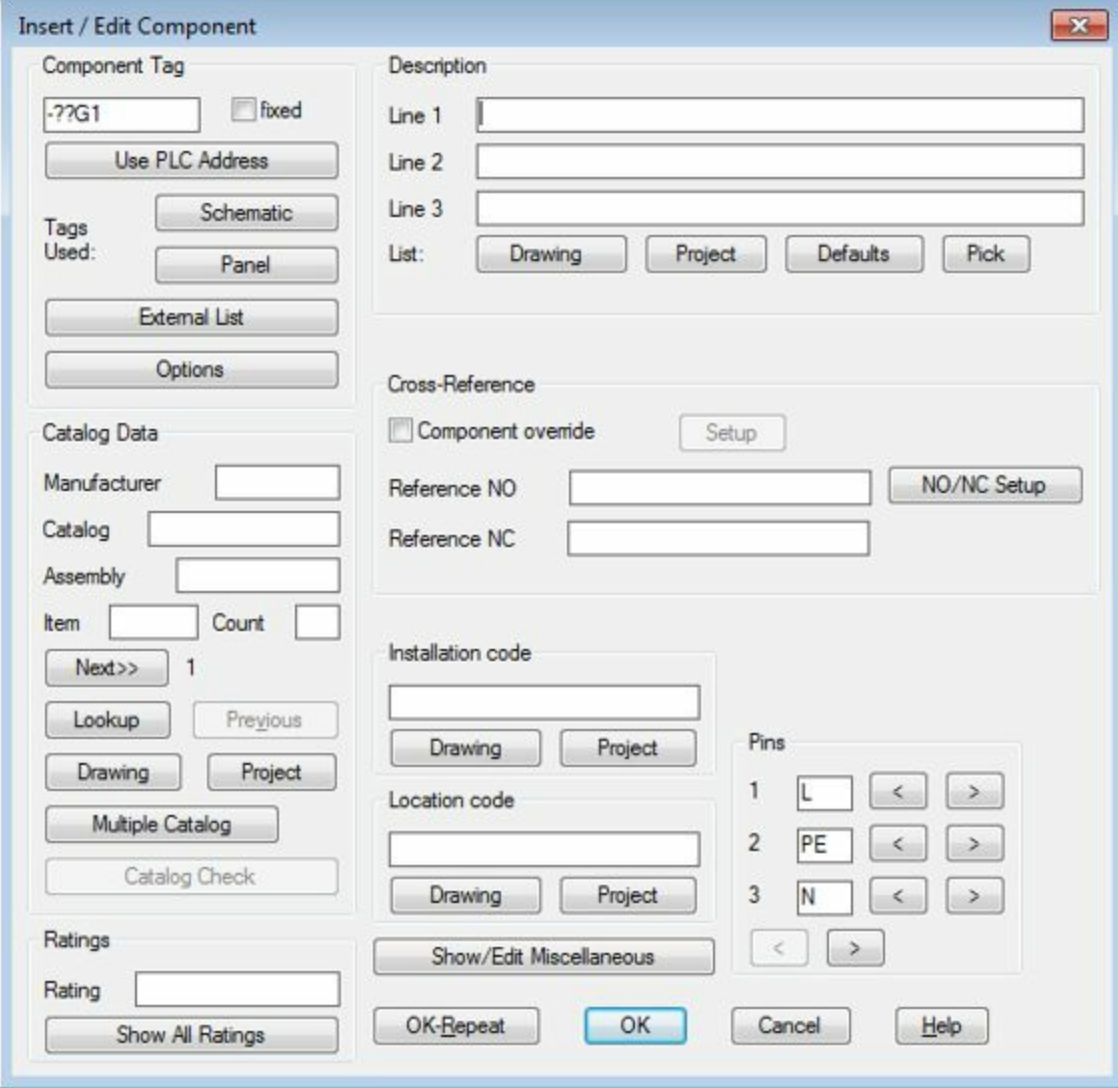 Insert / Edit Component
Component Tag
-??G1
fixed
Use PLC Address
Tags
Used:
Schematic
Panel
External List
Options
Description
Line 1
Line 2
Line 3
List:
Drawing
Project
Defaults
Pick
Cross-Reference
Component override
Setup
Reference NO
NO/NC Setup
Reference NC
Catalog Data
Manufacturer
Catalog
Assembly
Item
Count
Next>>
1
Lookup
Previous
Drawing
Project
Multiple Catalog
Catalog Check
Ratings
Rating
Show All Ratings
Installation code
Drawing
Project
Location code
Drawing
Project
Show/Edit Miscellaneous
Pins
1 L < >
2 PE < >
3 N < >
< >
OK-Repeat
OK
Cancel
Help